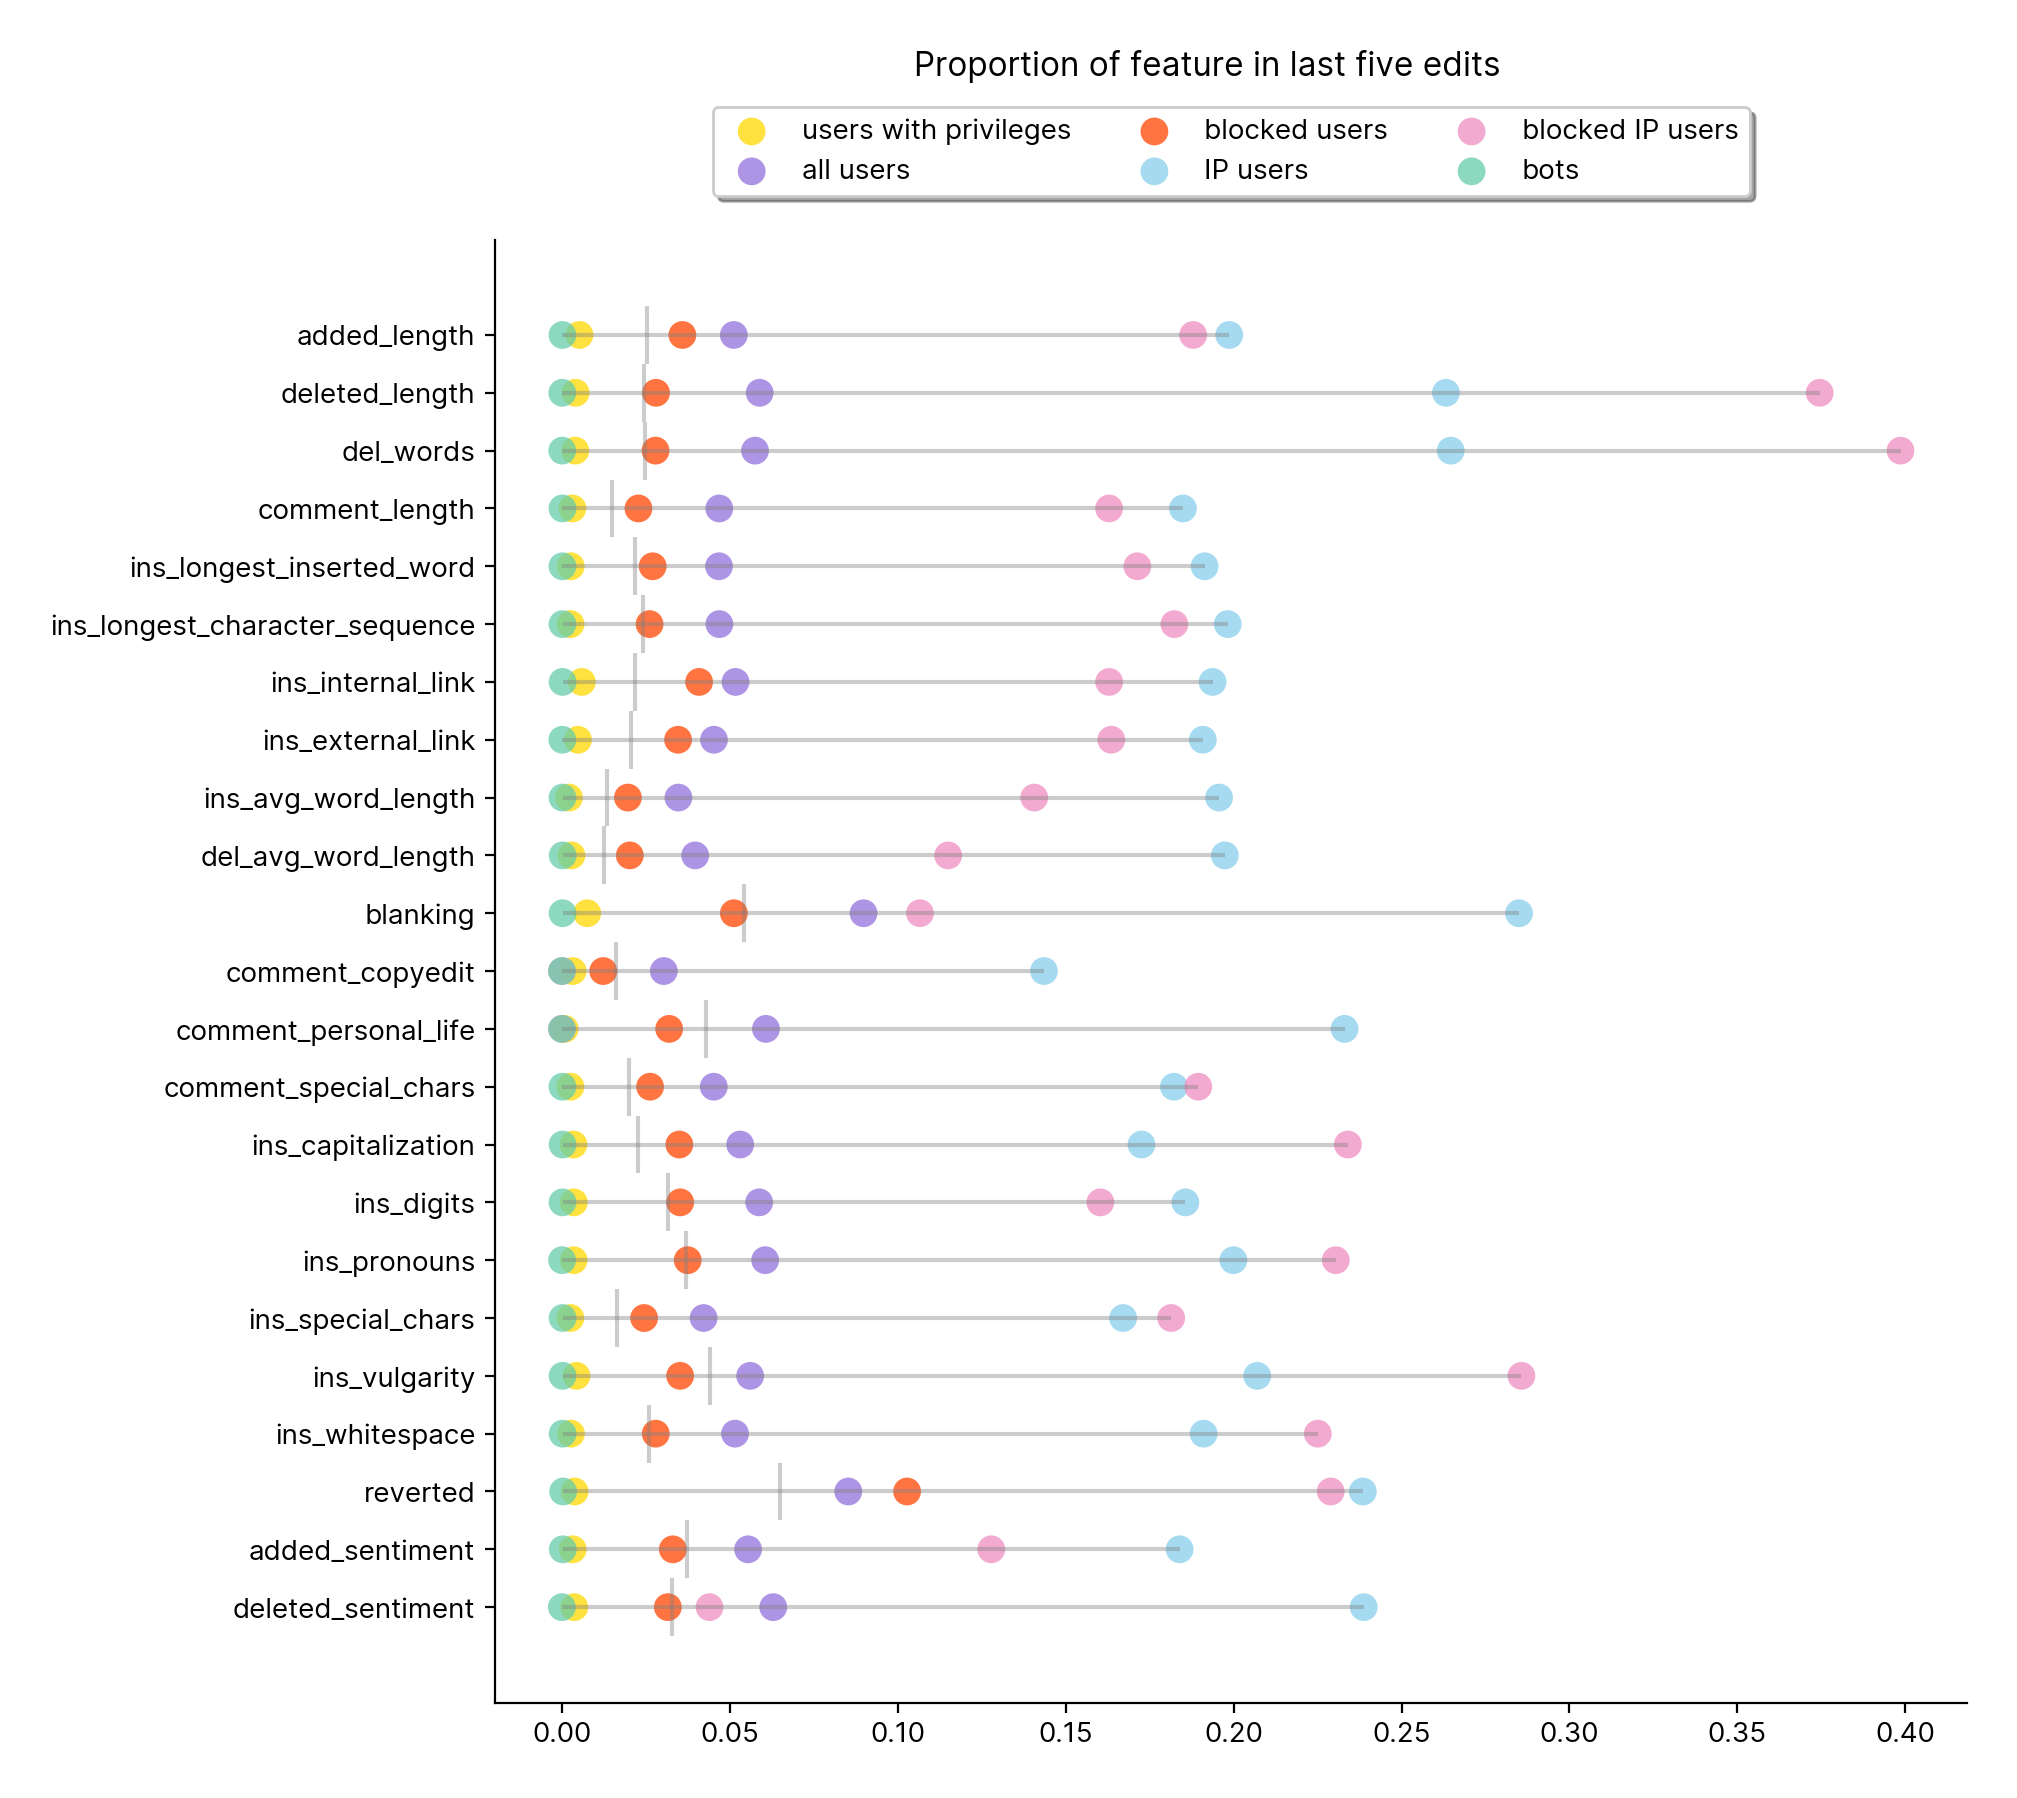 Proportion of feature in last five edits
users with privileges
blocked users
blocked IP users
all users
IP users
bots
added_length
deleted_length
del_words
comment_length
ins_longest_inserted_word
ins_longest_character_sequence
ins_internal_link
ins_external_link
ins_avg_word_length
del_avg_word_length
blanking
comment_copyedit
comment_personal_life
comment_special_chars
ins_capitalization
ins_digits
ins_pronouns
ins_special_chars
ins_vulgarity
ins_whitespace
reverted
added_sentiment
deleted_sentiment
0.00 0.05 0.10 0.15 0.20 0.25 0.30 0.35 0.40